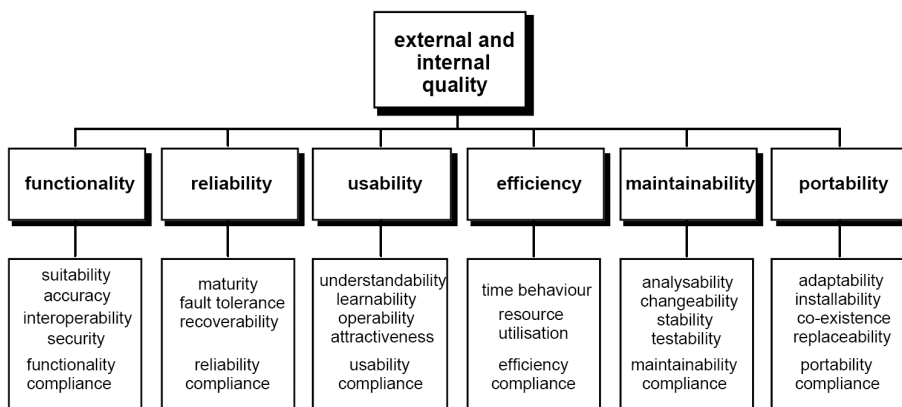 external and
internal
quality
functionality
reliability
usability
efficiency
maintainability
portability
suitability
accuracy
interoperability
security
functionality
compliance
maturity
fault tolerance
recoverability
reliability
compliance
understandability
learnability
operability
attractiveness
usability
compliance
time behaviour
resource
utilisation
efficiency
compliance
analysability
changeability
stability
testability
maintainability
compliance
adaptability
installability
co-existence
replaceability
portability
compliance